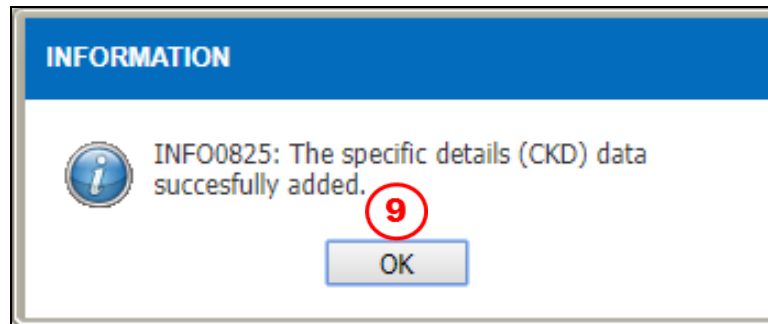 INFORMATION
INFO0825: The specific details (CKD) data
succesfully added.
9
OK